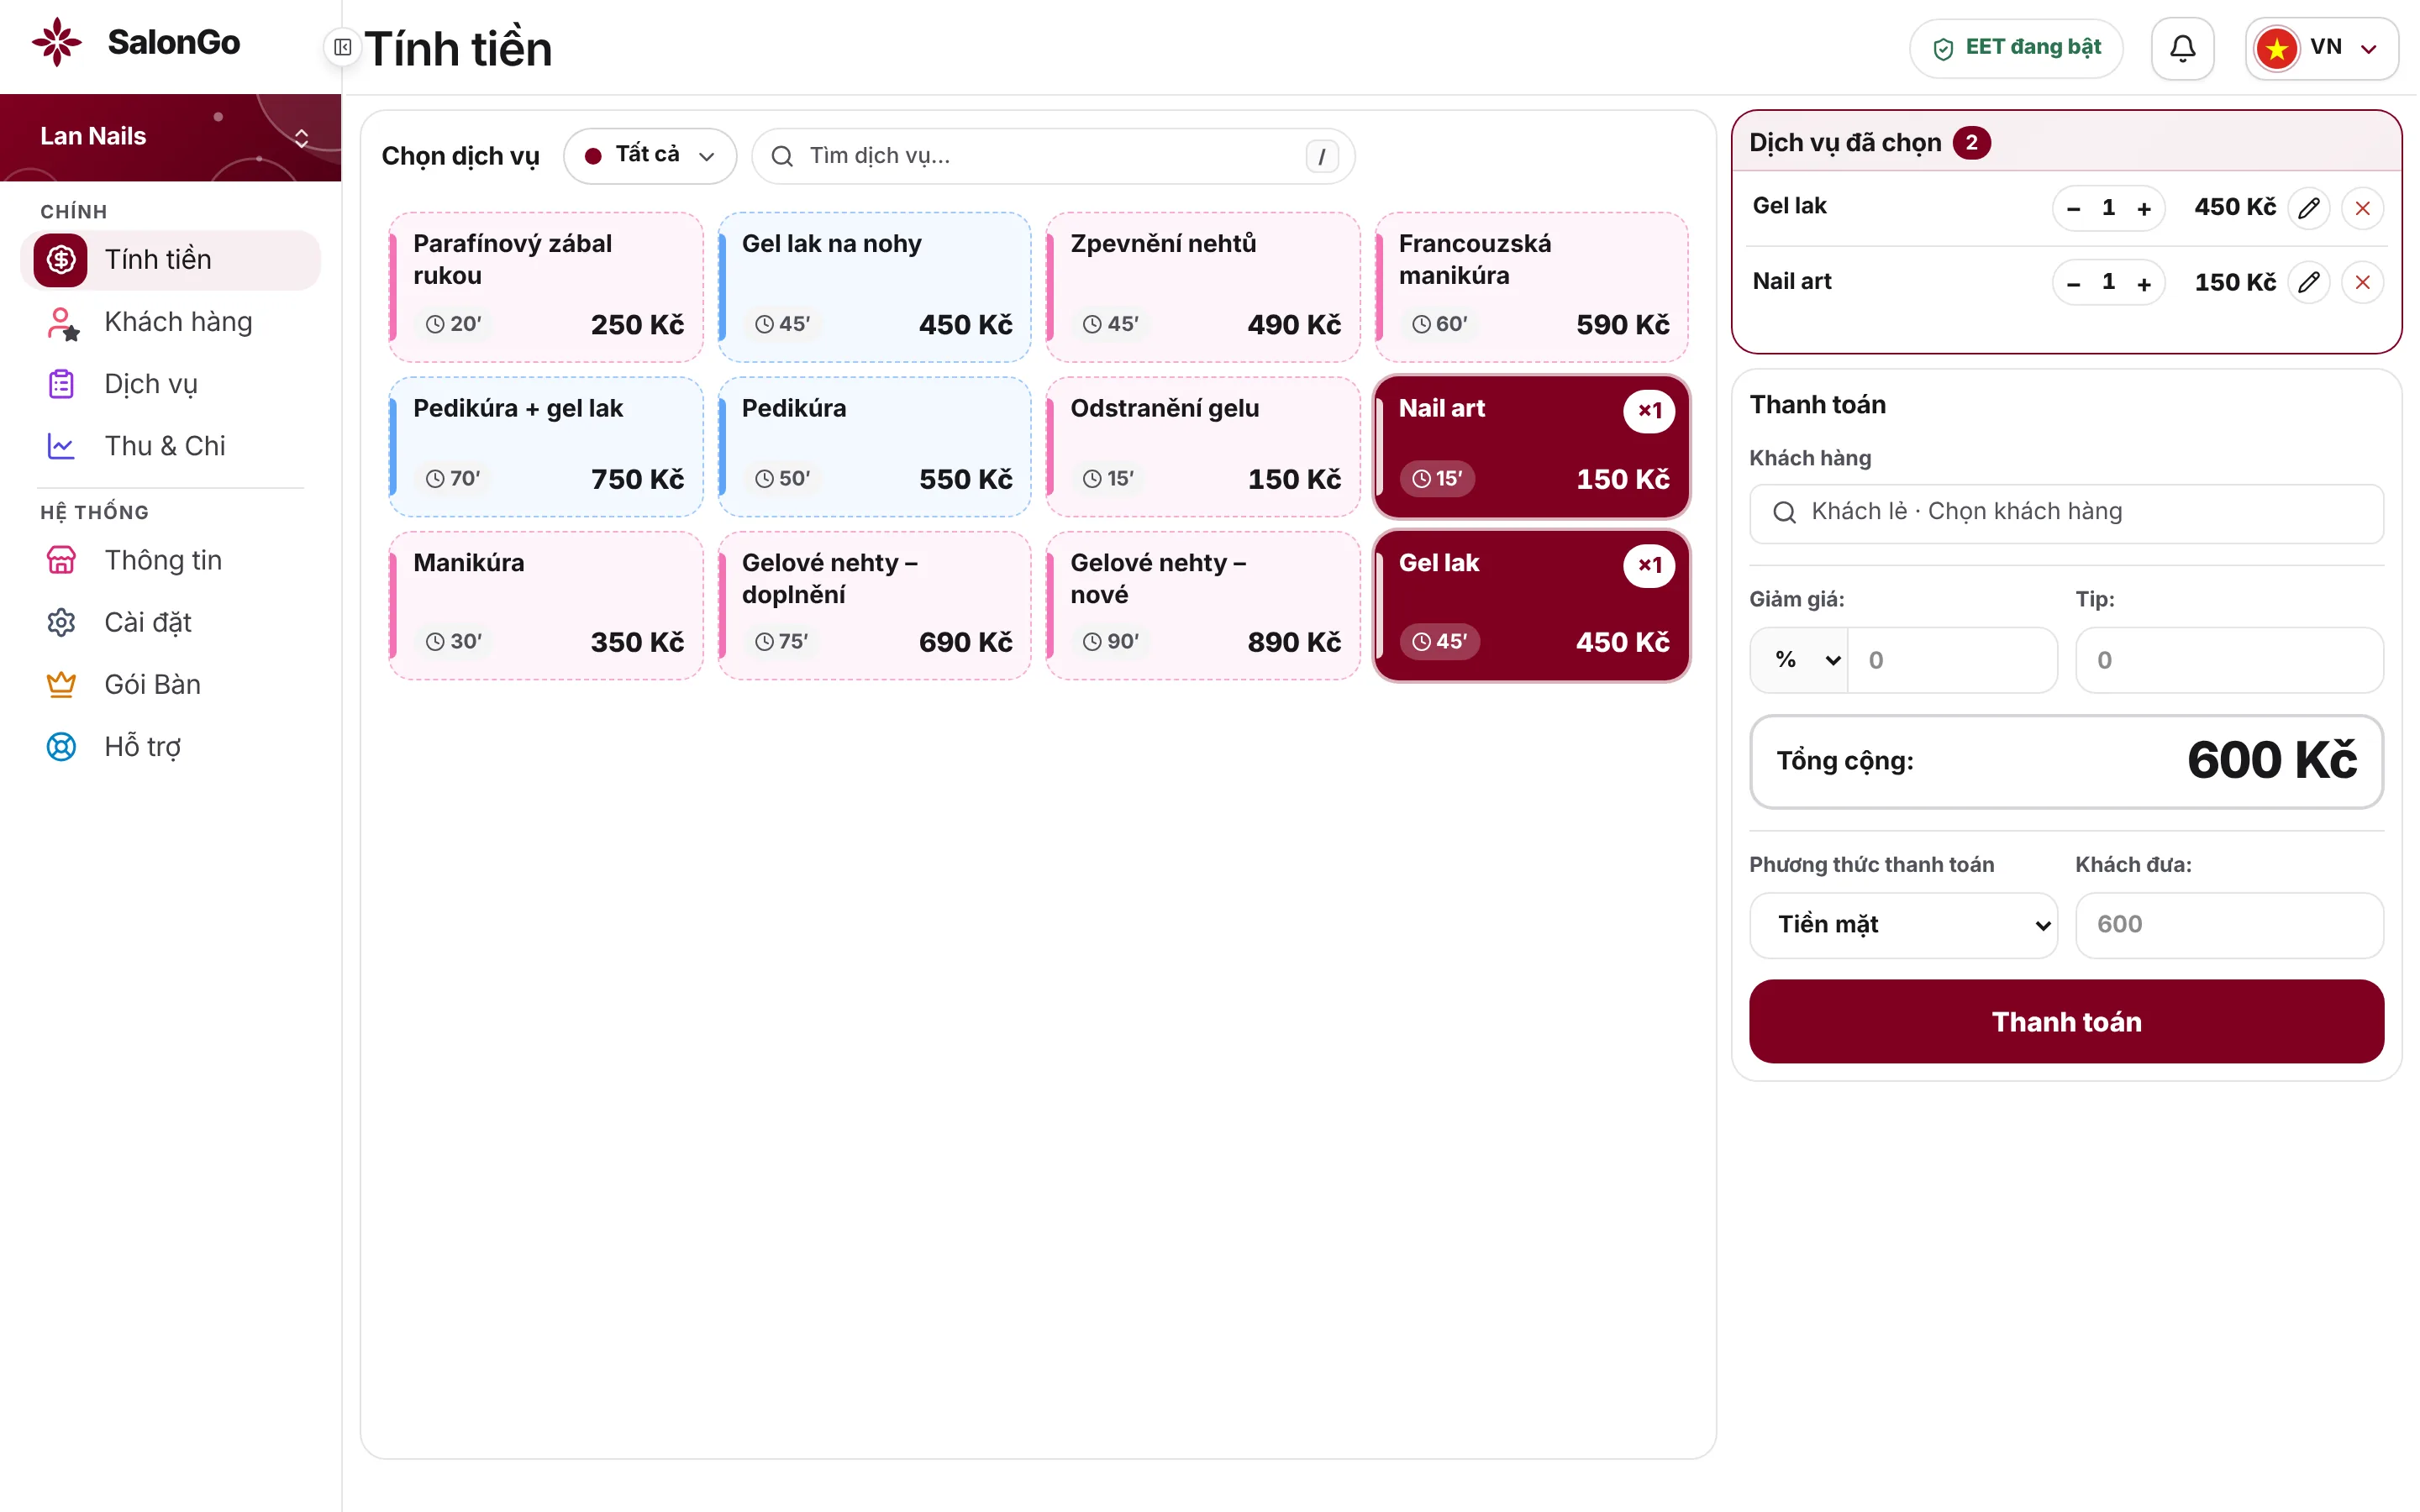 SalonGo
Tính tiền
EET đang bật
VN
Lan Nails
CHÍNH
Tính tiền
Khách hàng
Dịch vụ
Thu & Chi
HỆ THỐNG
Thông tin
Cài đặt
Gói Bàn
Hỗ trợ
Chọn dịch vụ
Tất cả
Tìm dịch vụ...
/
Parafínový zábal
rukou
20′
250 Kč
Gel lak na nohy
45′
450 Kč
Zpevnění nehtů
45′
490 Kč
Francouzská
manikúra
60′
590 Kč
Pedikúra + gel lak
70′
750 Kč
Pedikúra
50′
550 Kč
Odstranění gelu
15′
150 Kč
Nail art
×1
15′
150 Kč
Manikúra
30′
350 Kč
Gelové nehty –
doplnění
75′
690 Kč
Gelové nehty –
nové
90′
890 Kč
Gel lak
×1
45′
450 Kč
Dịch vụ đã chọn 2
Gel lak − 1 + 450 Kč
Nail art − 1 + 150 Kč
Thanh toán
Khách hàng
Khách lẻ · Chọn khách hàng
Giảm giá: Tip:
% 0 0
Tổng cộng: 600 Kč
Phương thức thanh toán Khách đưa:
Tiền mặt 600
Thanh toán